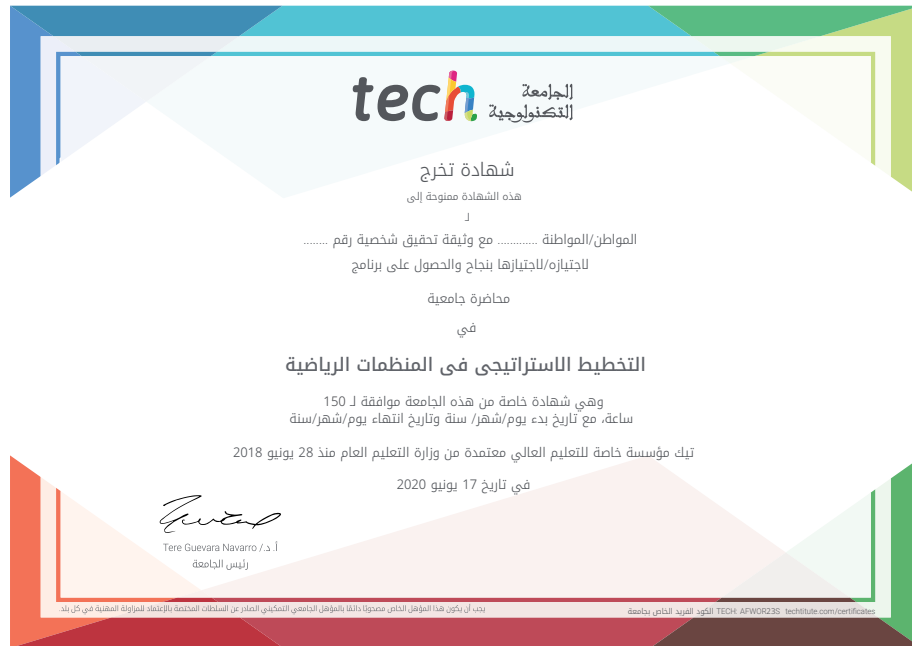 tech الجامعة
التكنولوجية
شهادة تخرج
هذه الشهادة ممنوحة إلى
لـ
المواطن/المواطنة ............ مع وثيقة تحقيق شخصية رقم ........
لاجتيازه/لاجتيازها بنجاح والحصول على برنامج
محاضرة جامعية
في
التخطيط الاستراتيجى فى المنظمات الرياضية
وهي شهادة خاصة من هذه الجامعة موافقة لـ 150
ساعة، مع تاريخ بدء يوم/شهر/ سنة وتاريخ انتهاء يوم/شهر/سنة
تيك مؤسسة خاصة للتعليم العالي معتمدة من وزارة التعليم العام منذ 28 يونيو 2018
في تاريخ 17 يونيو 2020
أ.د./ Tere Guevara Navarro
رئيس الجامعة
يجب أن يكون هذا المؤهل الخاص مصحوبًا دائمًا بالمؤهل الجامعي التمكيني الصادر عن السلطات المختصة بالإعتماد للمزاولة المهنية في كل بلد.
الكود الفريد الخاص بجامعة TECH: AFWOR23S techtitute.com/certificates